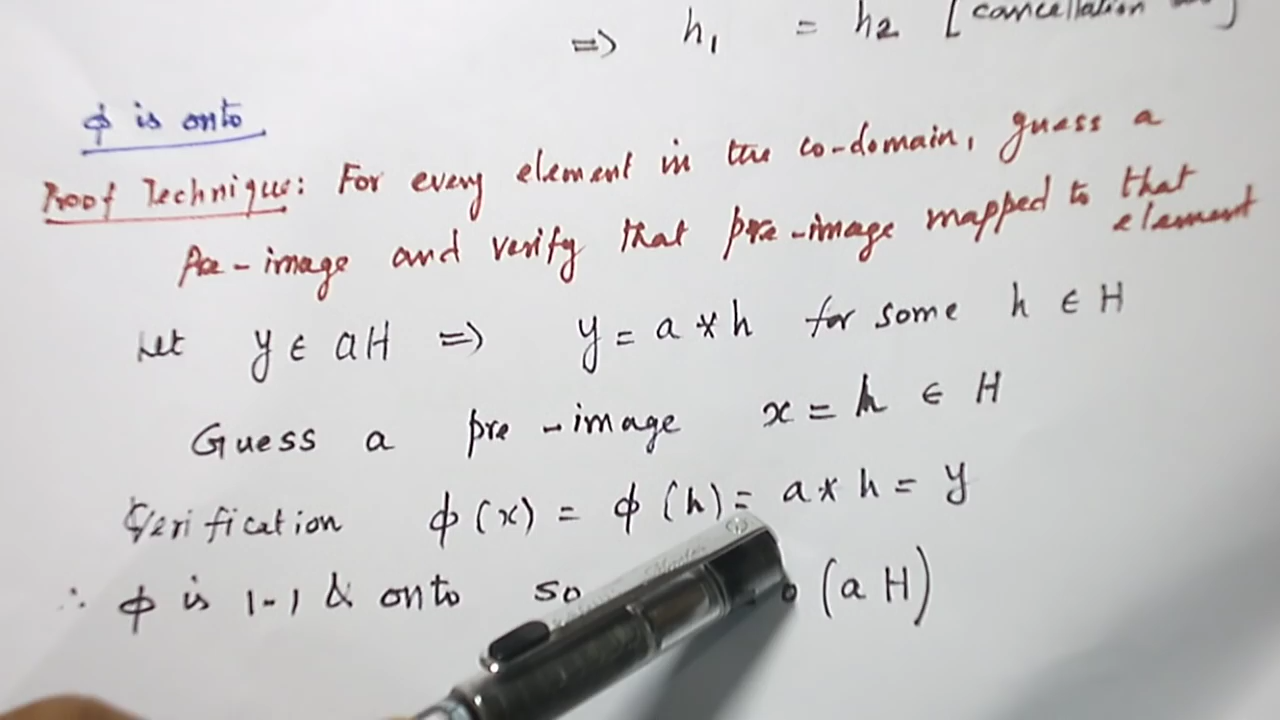 => h1 = h2 [cancellation
φ is onto
Proof Technique: For every element in the co-domain, guess a
Pre-image and verify that pre-image mapped to that
element
Let y ∈ aH => y = a * h for some h ∈ H
Guess a pre-image x = h ∈ H
Verification φ(x) = φ(h) = a * h = y
∴ φ is 1-1 & onto so o(aH)